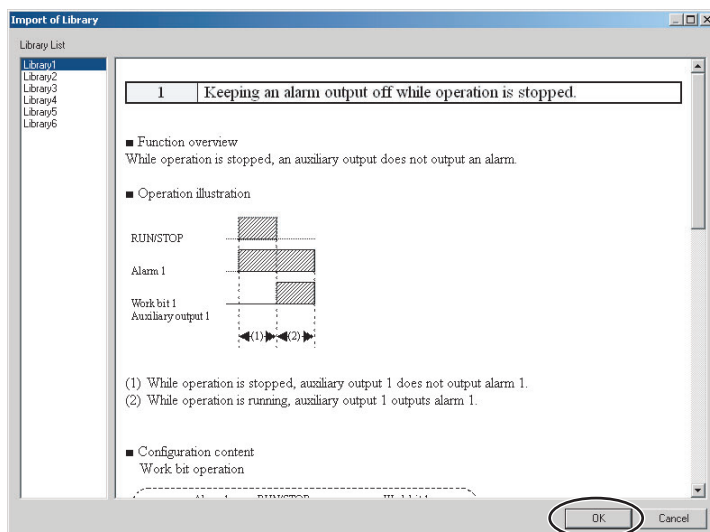 Import of Library
Library List
Library1
Library2
Library3
Library4
Library5
Library6
1 Keeping an alarm output off while operation is stopped.
■ Function overview
While operation is stopped, an auxiliary output does not output an alarm.
■ Operation illustration
RUN/STOP
Alarm 1
Work bit 1
Auxiliary output 1
(1) (2)
(1) While operation is stopped, auxiliary output 1 does not output alarm 1.
(2) While operation is running, auxiliary output 1 outputs alarm 1.
■ Configuration content
Work bit operation
OK Cancel